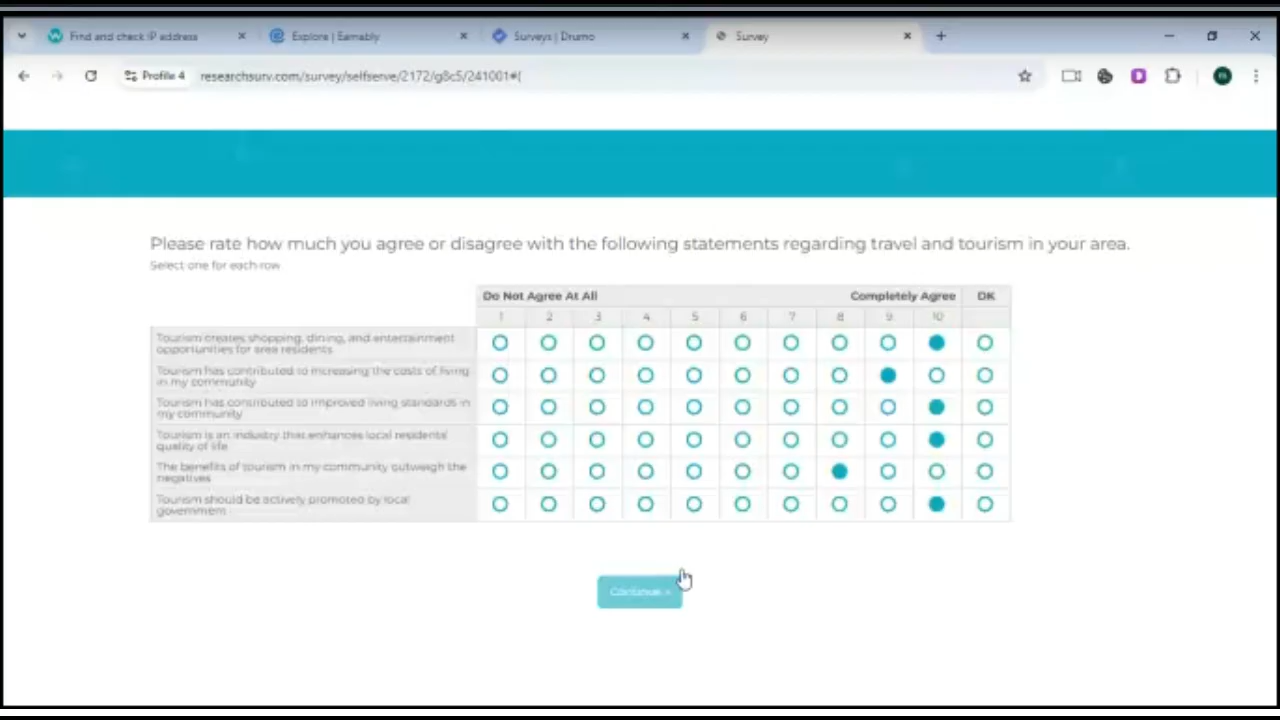 Find and check IP address
Explore | Earnably
Surveys | Drumo
Survey
Profile 4
researchsurv.com/survey/selfserve/2172/g8c5/241001#(
Please rate how much you agree or disagree with the following statements regarding travel and tourism in your area.
Select one for each row
Do Not Agree At All
Completely Agree
DK
1 2 3 4 5 6 7 8 9 10
Tourism creates shopping, dining, and entertainment
opportunities for area residents
Tourism has contributed to increasing the costs of living
in my community
Tourism has contributed to improved living standards in
my community
Tourism is an industry that enhances local residents'
quality of life
The benefits of tourism in my community outweigh the
negatives
Tourism should be actively promoted by local
government
Continue »